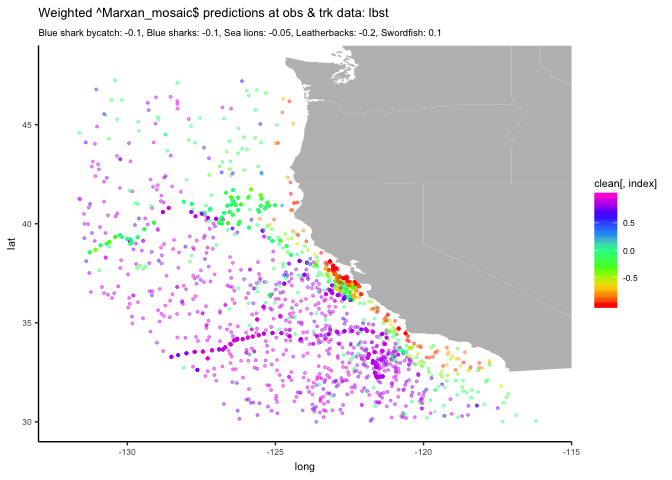 Weighted ^Marxan_mosaic$ predictions at obs & trk data: lbst
Blue shark bycatch: -0.1, Blue sharks: -0.1, Sea lions: -0.05, Leatherbacks: -0.2, Swordfish: 0.1
45
40
35
30
lat
-130
-125
-120
-115
long
clean[, index]
0.5
0.0
-0.5